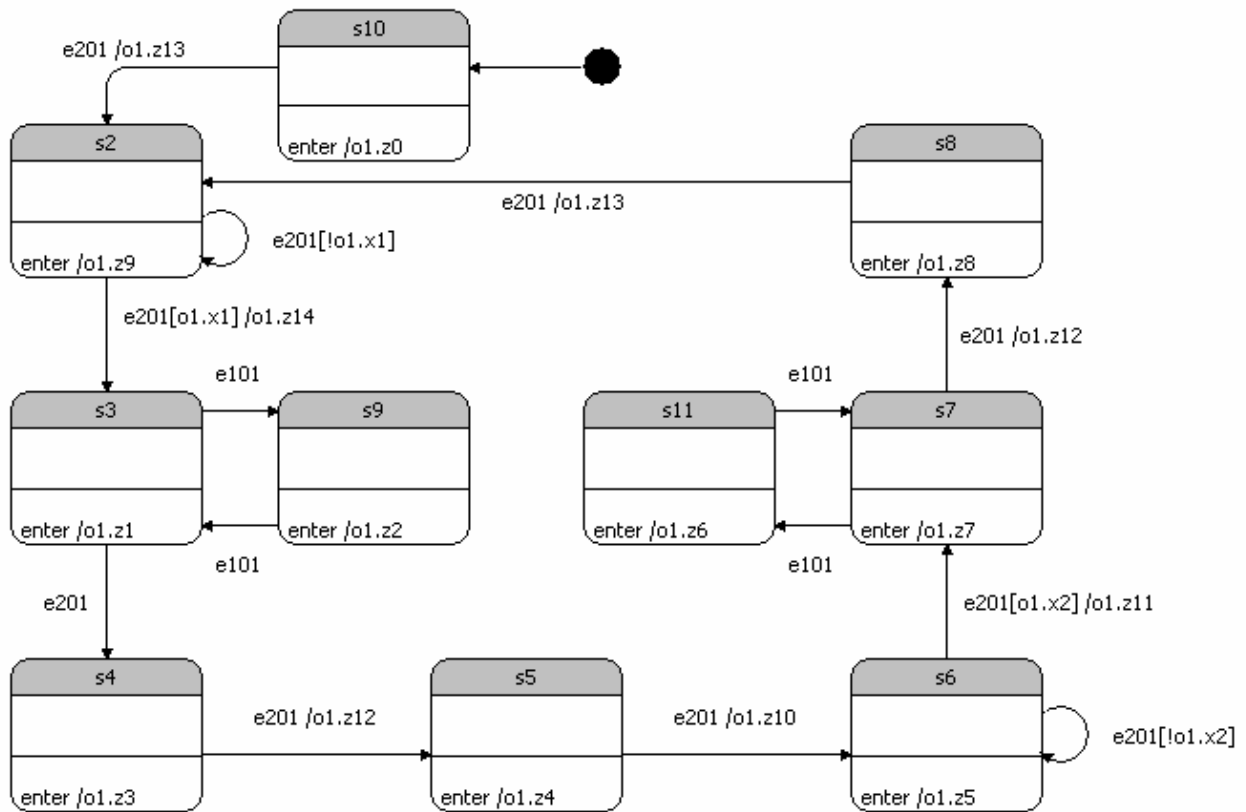 s10
e201 /o1.z13
enter /o1.z0
s2
s8
e201 /o1.z13
e201[!o1.x1]
enter /o1.z9
enter /o1.z8
e201[o1.x1] /o1.z14
e201 /o1.z12
e101
e101
s3
s9
s11
s7
enter /o1.z1
enter /o1.z2
enter /o1.z6
enter /o1.z7
e101
e101
e201
e201[o1.x2] /o1.z11
s4
s5
s6
e201 /o1.z12
e201 /o1.z10
e201[!o1.x2]
enter /o1.z3
enter /o1.z4
enter /o1.z5